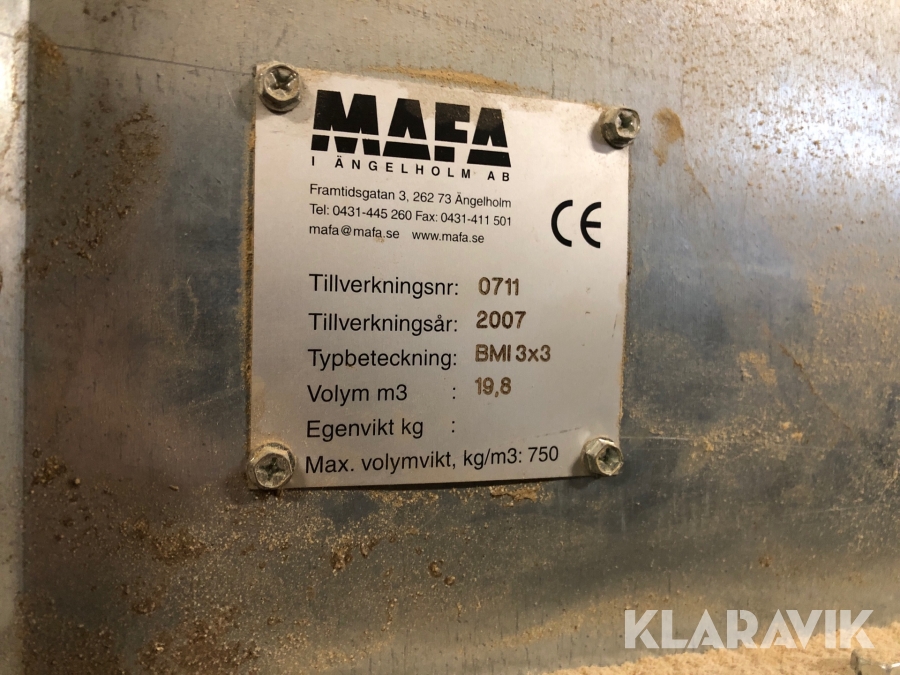 MAFA
I ÄNGELHOLM AB
Framtidsgatan 3, 262 73 Ängelholm
Tel: 0431-445 260 Fax: 0431-411 501
mafa@mafa.se www.mafa.se
CE
Tillverkningsnr: 0711
Tillverkningsår: 2007
Typbeteckning: BMI 3x3
Volym m3 : 19,8
Egenvikt kg :
Max. volymvikt, kg/m3: 750
KLARAVIK